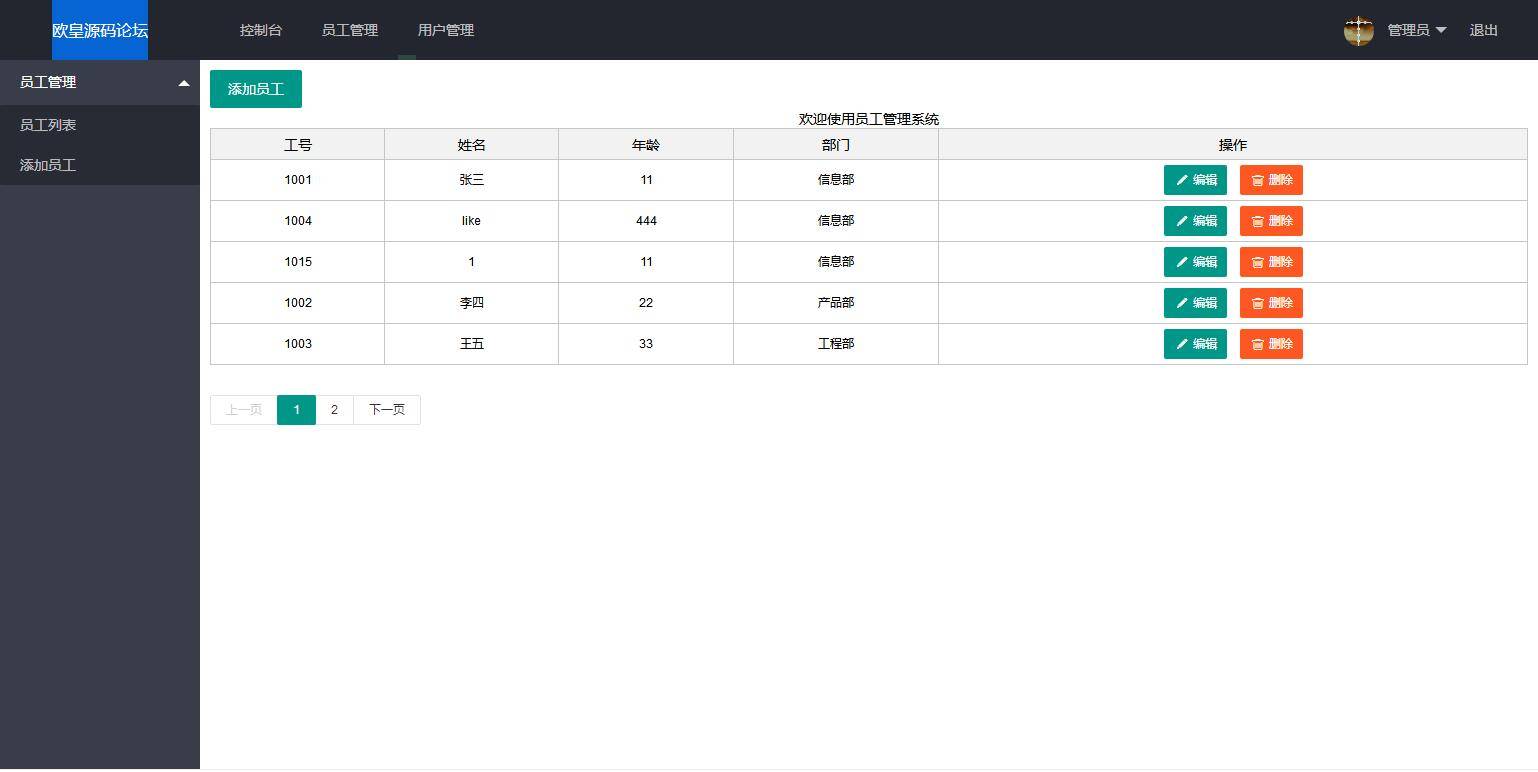 欧皇源码论坛 控制台 员工管理 用户管理 管理员 退出
员工管理
员工列表
添加员工
添加员工
欢迎使用员工管理系统
工号 姓名 年龄 部门 操作
1001 张三 11 信息部 编辑 删除
1004 like 444 信息部 编辑 删除
1015 1 11 信息部 编辑 删除
1002 李四 22 产品部 编辑 删除
1003 王五 33 工程部 编辑 删除
上一页 1 2 下一页